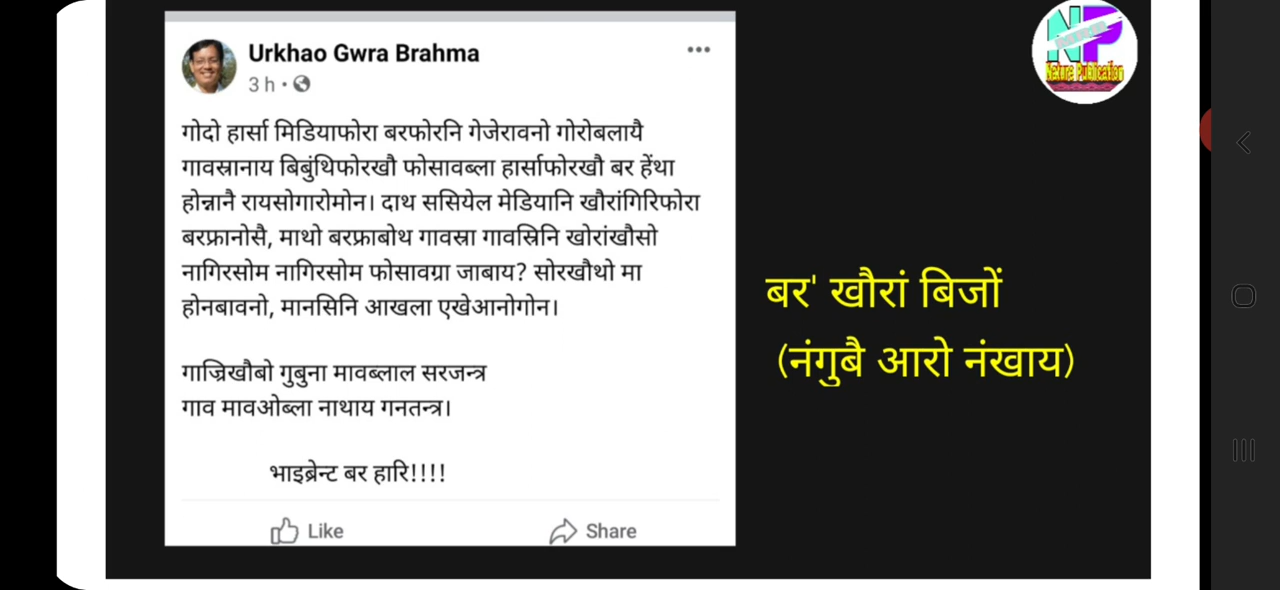 Urkhao Gwra Brahma
3 h
गोदो हार्सा मिडियाफोरा बरफोरनि गेजेरावनो गोरोबलायै
गावस्रानाय बिबुंथिफोरखौ फोसावब्ला हार्साफोरखौ बर हेंथा
होन्नानै रायसोगारोमोन। दाथ ससियेल मेडियानि खौरांगिरिफोरा
बरफ्रानोसै, माथो बरफ्राबोथ गावस्रा गावस्रिनि खोरांखौसो
नागिरसोम नागिरसोम फोसावग्रा जाबाय? सोरखौथो मा
होनबावनो, मानसिनि आखला एखेआनोगोन।
गाज्रिखौबो गुबुना मावब्लाल सरजन्त्र
गाव मावओब्ला नाथाय गनतन्त्र।
भाइब्रेन्ट बर हारि!!!!
Like
Share
NP
बर' खौरां बिजों
(नंगुबै आरो नंखाय)